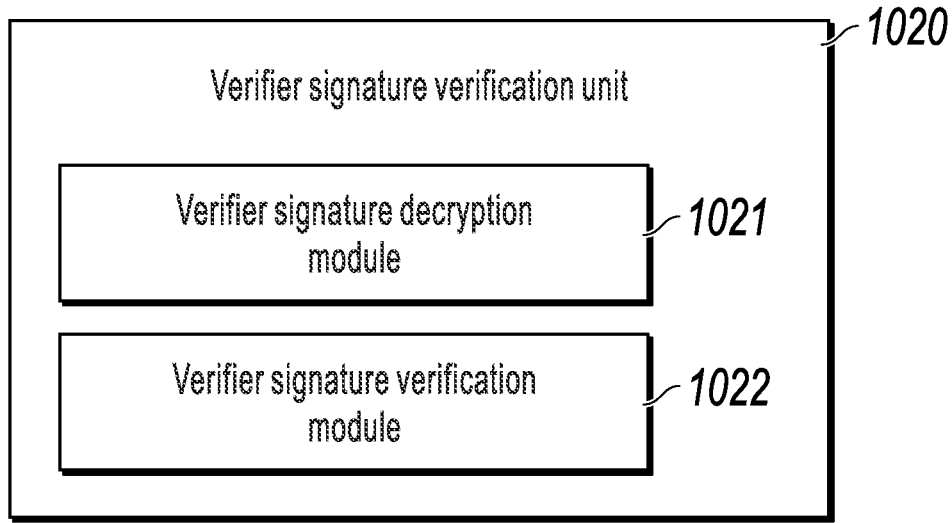 1020
Verifier signature verification unit
Verifier signature decryption
module
1021
Verifier signature verification
module
1022